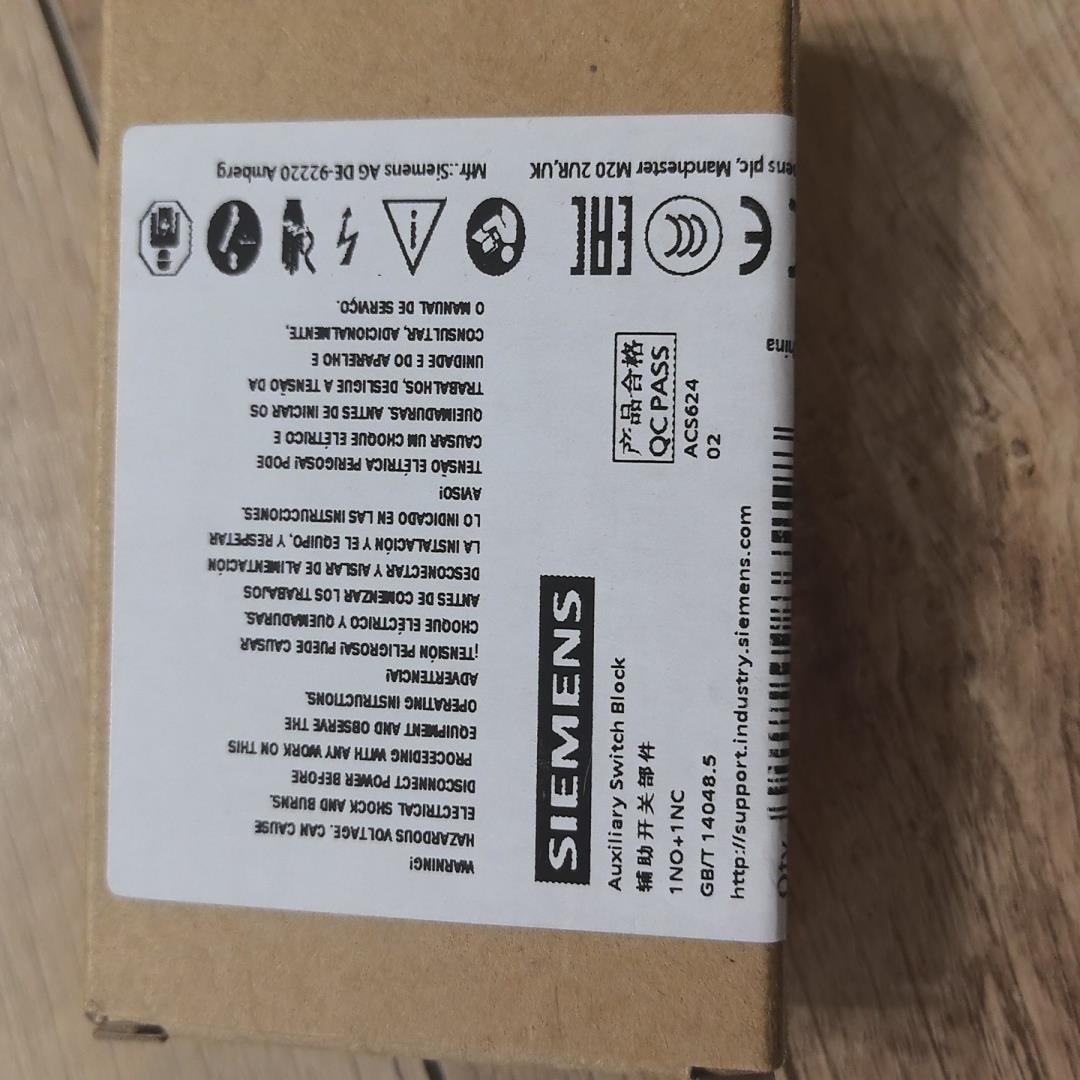 SIEMENS
Auxiliary Switch Block
辅助开关部件
1NO+1NC
GB/T 14048.5
http://support.industry.siemens.com
产品合格
QC PASS
ACS624
02
WARNING!
HAZARDOUS VOLTAGE. CAN CAUSE
ELECTRICAL SHOCK AND BURNS.
DISCONNECT POWER BEFORE
PROCEEDING WITH ANY WORK ON THIS
EQUIPMENT AND OBSERVE THE
OPERATING INSTRUCTIONS.
ADVERTENCIA!
¡TENSIÓN PELIGROSA! PUEDE CAUSAR
CHOQUE ELÉCTRICO Y QUEMADURAS.
ANTES DE COMENZAR LOS TRABAJOS
DESCONECTAR Y AISLAR DE ALIMENTACIÓN
LA INSTALACIÓN Y EL EQUIPO, Y RESPETAR
LO INDICADO EN LAS INSTRUCCIONES.
AVISO!
TENSÃO ELÉTRICA PERIGOSA! PODE
CAUSAR UM CHOQUE ELÉTRICO E
QUEIMADURAS. ANTES DE INICIAR OS
TRABALHOS, DESLIGUE A TENSÃO DA
UNIDADE E DO APARELHO E
CONSULTAR, ADICIONALMENTE,
O MANUAL DE SERVIÇO.
CE
CCC
EAC
Mfr.:Siemens AG DE-92220 Amberg
plc, Manchester M20 2UR,UK